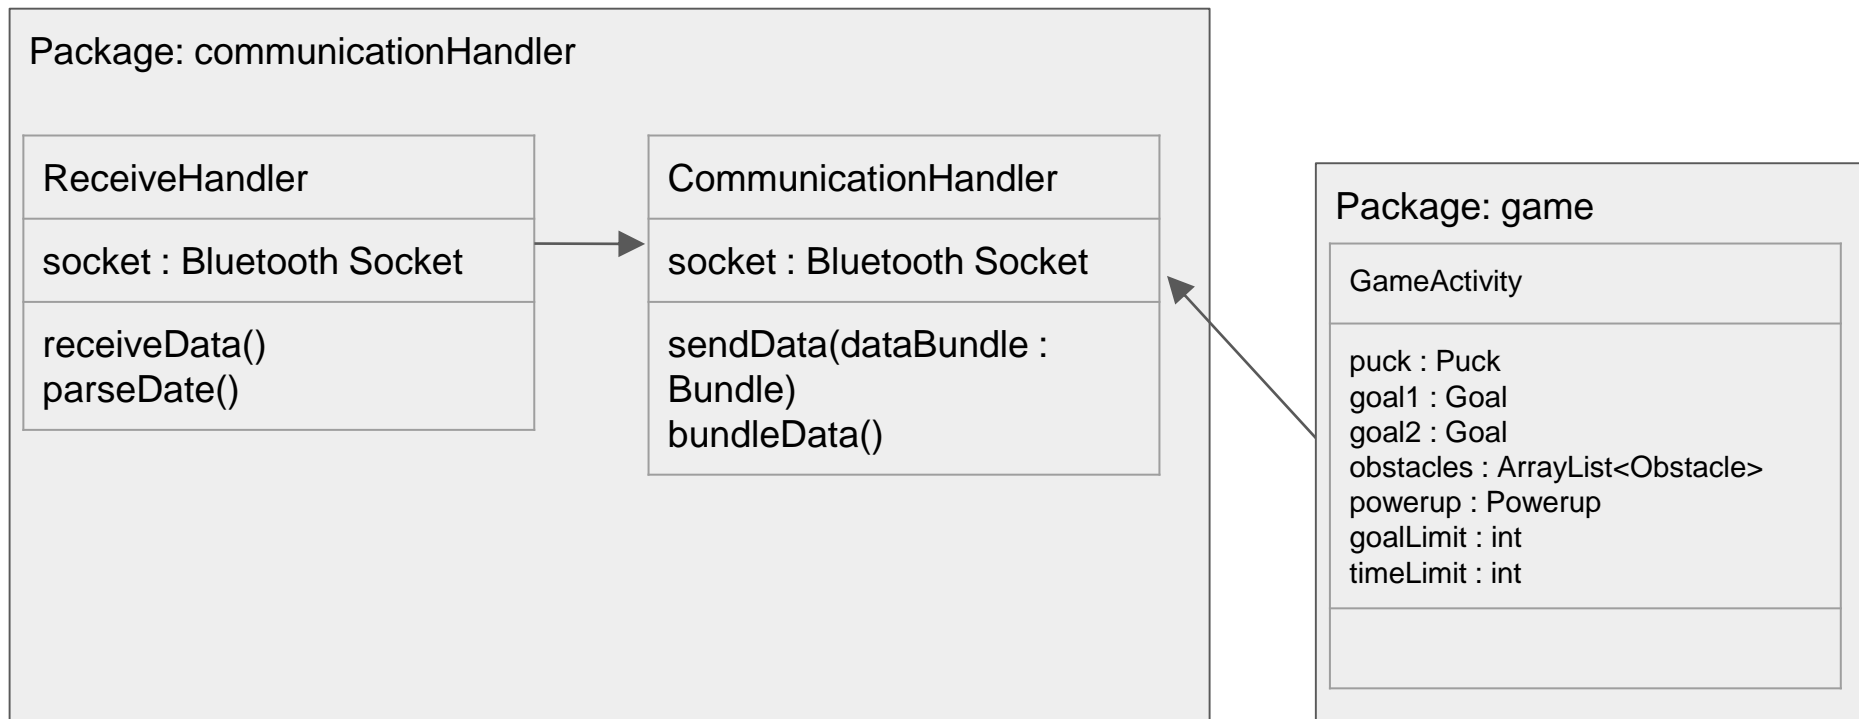 Package: communicationHandler
ReceiveHandler
socket : Bluetooth Socket
receiveData()
parseDate()
CommunicationHandler
socket : Bluetooth Socket
sendData(dataBundle :
Bundle)
bundleData()
Package: game
GameActivity
puck : Puck
goal1 : Goal
goal2 : Goal
obstacles : ArrayList<Obstacle>
powerup : Powerup
goalLimit : int
timeLimit : int